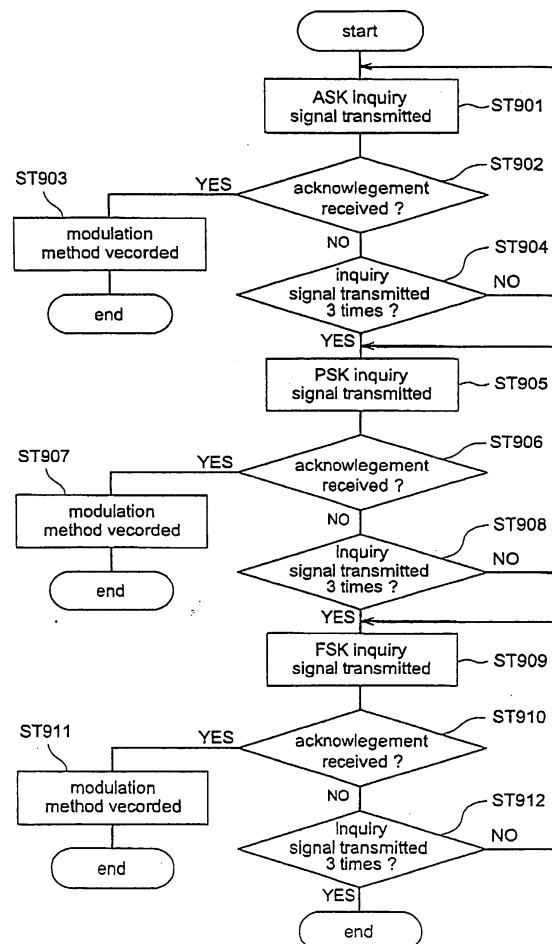 start
ASK inquiry
signal transmitted
ST901
ST902
acknowlegement
received ?
YES
ST903
modulation
method vecorded
end
NO
ST904
inquiry
signal transmitted
3 times ?
NO
YES
PSK inquiry
signal transmitted
ST905
ST906
acknowlegement
received ?
YES
ST907
modulation
method vecorded
end
NO
ST908
Inquiry
signal transmitted
3 times ?
NO
YES
FSK inquiry
signal transmitted
ST909
ST910
acknowlegement
received ?
YES
ST911
modulation
method vecorded
end
NO
ST912
Inquiry
signal transmitted
3 times ?
NO
YES
end